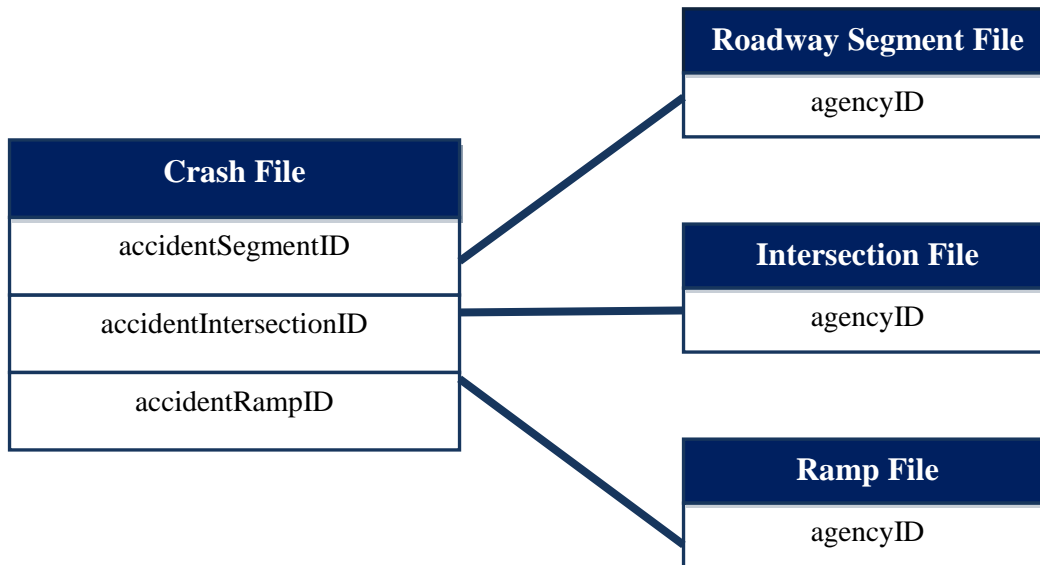 Crash File
accidentSegmentID
accidentIntersectionID
accidentRampID
Roadway Segment File
agencyID
Intersection File
agencyID
Ramp File
agencyID